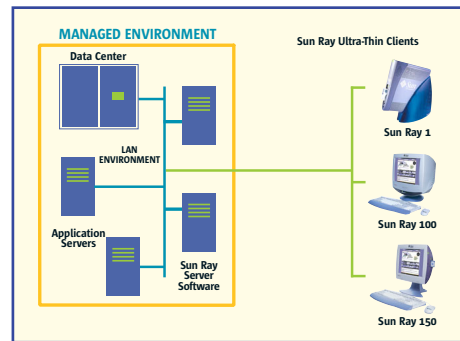 MANAGED ENVIRONMENT
Data Center
LAN
ENVIRONMENT
Application
Servers
Sun Ray
Server
Software
Sun Ray Ultra-Thin Clients
Sun Ray 1
Sun Ray 100
Sun Ray 150